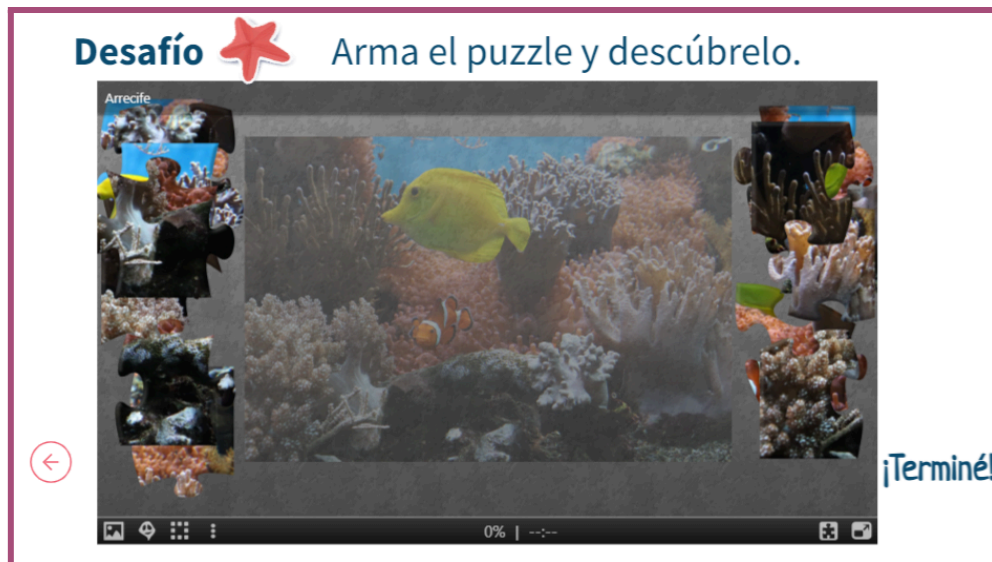 Desafío Arma el puzzle y descúbrelo.
Arrecife
¡Terminé!
0% | --:--